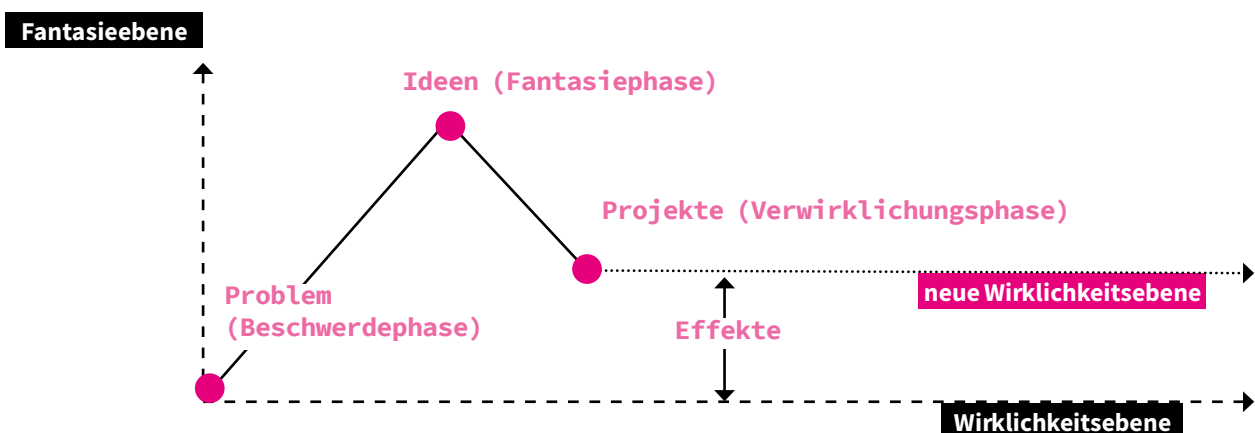 Fantasieebene
Ideen (Fantasiephase)
Projekte (Verwirklichungsphase)
Problem
(Beschwerdephase)
neue Wirklichkeitsebene
Effekte
Wirklichkeitsebene